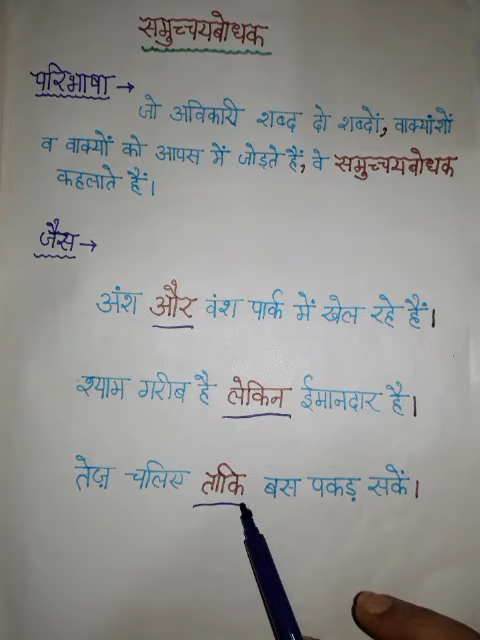 समुच्चयबोधक
परिभाषा →
जो अविकारी शब्द दो शब्दों, वाक्यांशों
व वाक्यों को आपस में जोड़ते हैं, वे समुच्चयबोधक
कहलाते हैं।
जैस →
अंश और वंश पार्क में खेल रहे हैं।
श्याम गरीब है लेकिन ईमानदार है।
तेज़ चलिए ताकि बस पकड़ सकें।